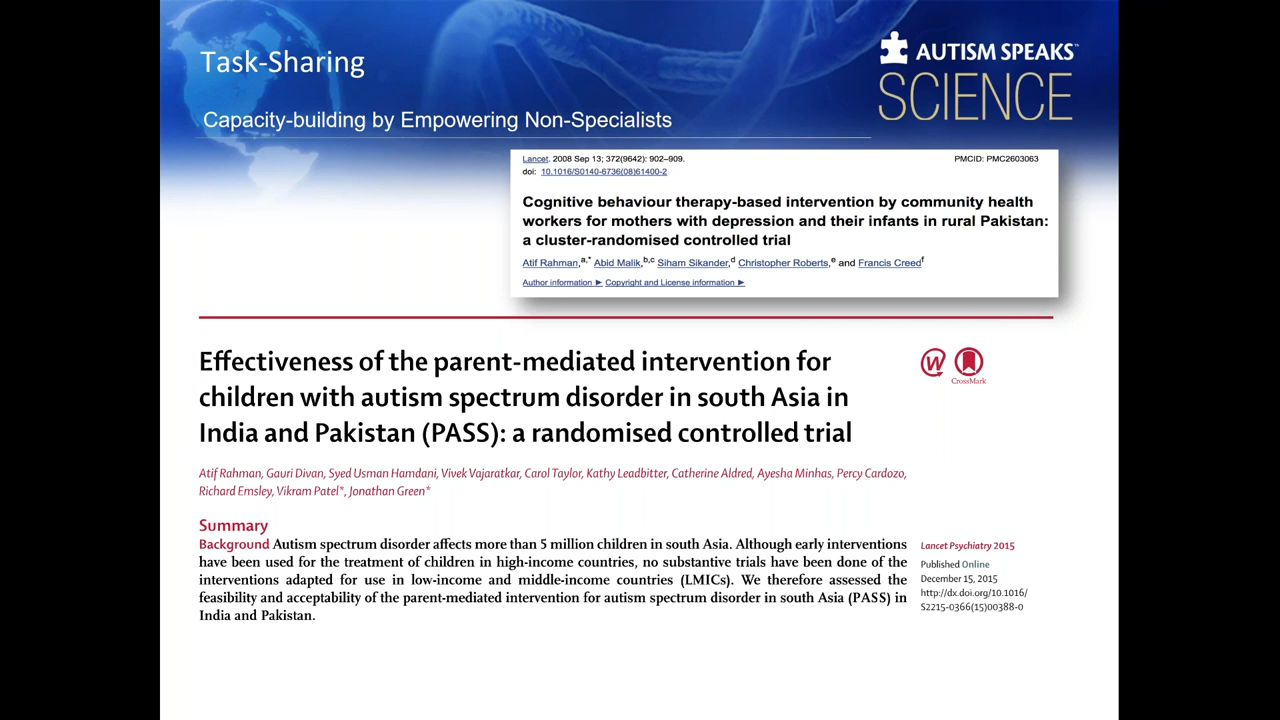 Task-Sharing
AUTISM SPEAKS™
SCIENCE
Capacity-building by Empowering Non-Specialists
Lancet. 2008 Sep 13; 372(9642): 902–909.
PMCID: PMC2603063
doi: 10.1016/S0140-6736(08)61400-2
Cognitive behaviour therapy-based intervention by community health
workers for mothers with depression and their infants in rural Pakistan:
a cluster-randomised controlled trial
Atif Rahman,a,* Abid Malik,b,c Siham Sikander,d Christopher Roberts,e and Francis Creedf
Author information ► Copyright and License information ►
Effectiveness of the parent-mediated intervention for
children with autism spectrum disorder in south Asia in
India and Pakistan (PASS): a randomised controlled trial
W
CrossMark
Atif Rahman, Gauri Divan, Syed Usman Hamdani, Vivek Vajaratkar, Carol Taylor, Kathy Leadbitter, Catherine Aldred, Ayesha Minhas, Percy Cardozo,
Richard Emsley, Vikram Patel*, Jonathan Green*
Summary
Background Autism spectrum disorder affects more than 5 million children in south Asia. Although early interventions
have been used for the treatment of children in high-income countries, no substantive trials have been done of the
interventions adapted for use in low-income and middle-income countries (LMICs). We therefore assessed the
feasibility and acceptability of the parent-mediated intervention for autism spectrum disorder in south Asia (PASS) in
India and Pakistan.
Lancet Psychiatry 2015
Published Online
December 15, 2015
http://dx.doi.org/10.1016/
S2215-0366(15)00388-0